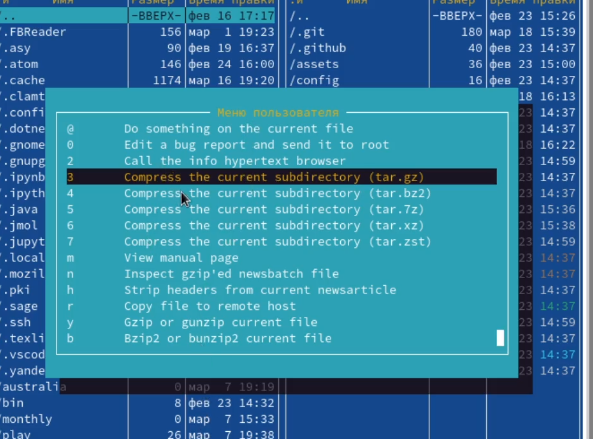 .и Имя Размер Время правки .и Имя Размер Время правки
/.. -ВВЕРХ- фев 16 17:17 /.. -ВВЕРХ- фев 23 15:26
/.FBReader 156 мар 1 19:23 /.git 180 мар 18 15:39
/.asy 90 фев 19 16:37 /.github 40 фев 23 14:37
/.atom 146 фев 24 16:00 /assets 36 фев 23 15:00
/.cache 1174 мар 16 19:20 /config 16 фев 23 14:37
/.clamt 18 16:13
Меню пользователя
/.confi 23 14:37
@ Do something on the current file
/.dotne 23 14:37
0 Edit a bug report and send it to root
/.gnome 18 16:22
2 Call the info hypertext browser
/.gnupg 23 14:59
3 Compress the current subdirectory (tar.gz)
/.ipynb 23 14:37
4 Compress the current subdirectory (tar.bz2)
/.ipyth 23 14:37
5 Compress the current subdirectory (tar.7z)
/.java 23 15:36
6 Compress the current subdirectory (tar.xz)
/.jmol 23 15:38
7 Compress the current subdirectory (tar.zst)
/.jupyt 23 14:59
m View manual page
/.local 23 14:37
n Inspect gzip'ed newsbatch file
/.mozil 23 14:37
h Strip headers from current newsarticle
/.pki 23 14:37
r Copy file to remote host
/.sage 23 14:37
y Gzip or gunzip current file
/.ssh 23 14:59
b Bzip2 or bunzip2 current file
/.texli 23 14:37
/.vscod 23 14:37
/.yande 23 14:37
/australia 0 мар 7 19:19
/bin 8 фев 23 14:32
/monthly 0 мар 7 15:33
/play 26 мар 7 19:38